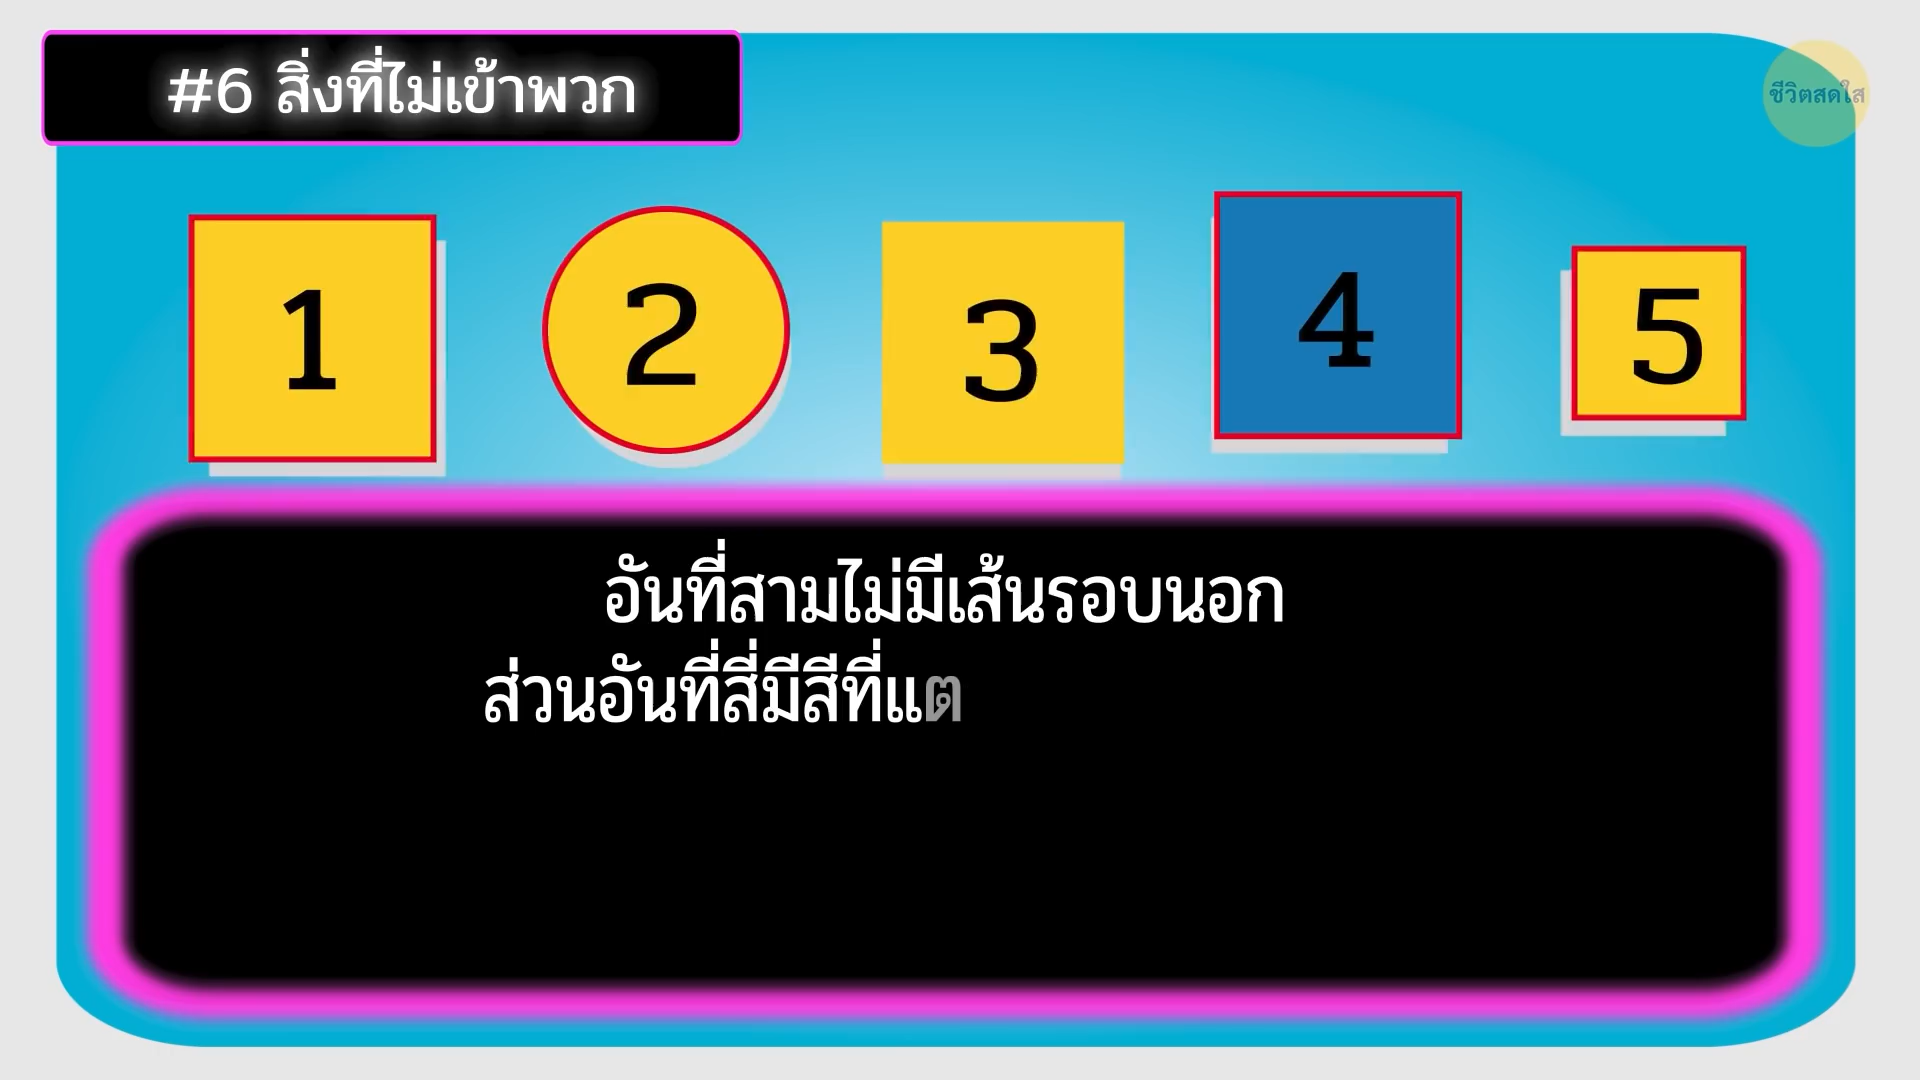 #6 สิ่งที่ไม่เข้าพวก
ชีวิตสดใส
1
2
3
4
5
อันที่สามไม่มีเส้นรอบนอก
ส่วนอันที่สี่มีสีที่แต